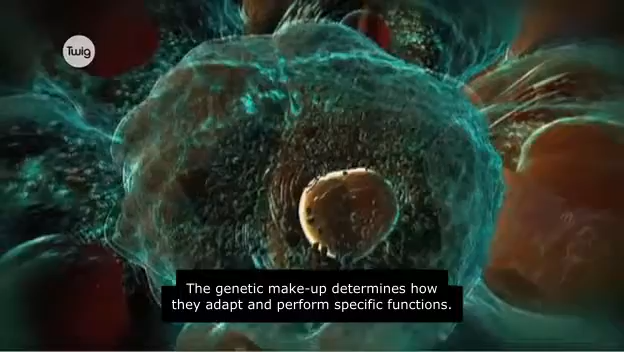 Twig
The genetic make-up determines how
they adapt and perform specific functions.